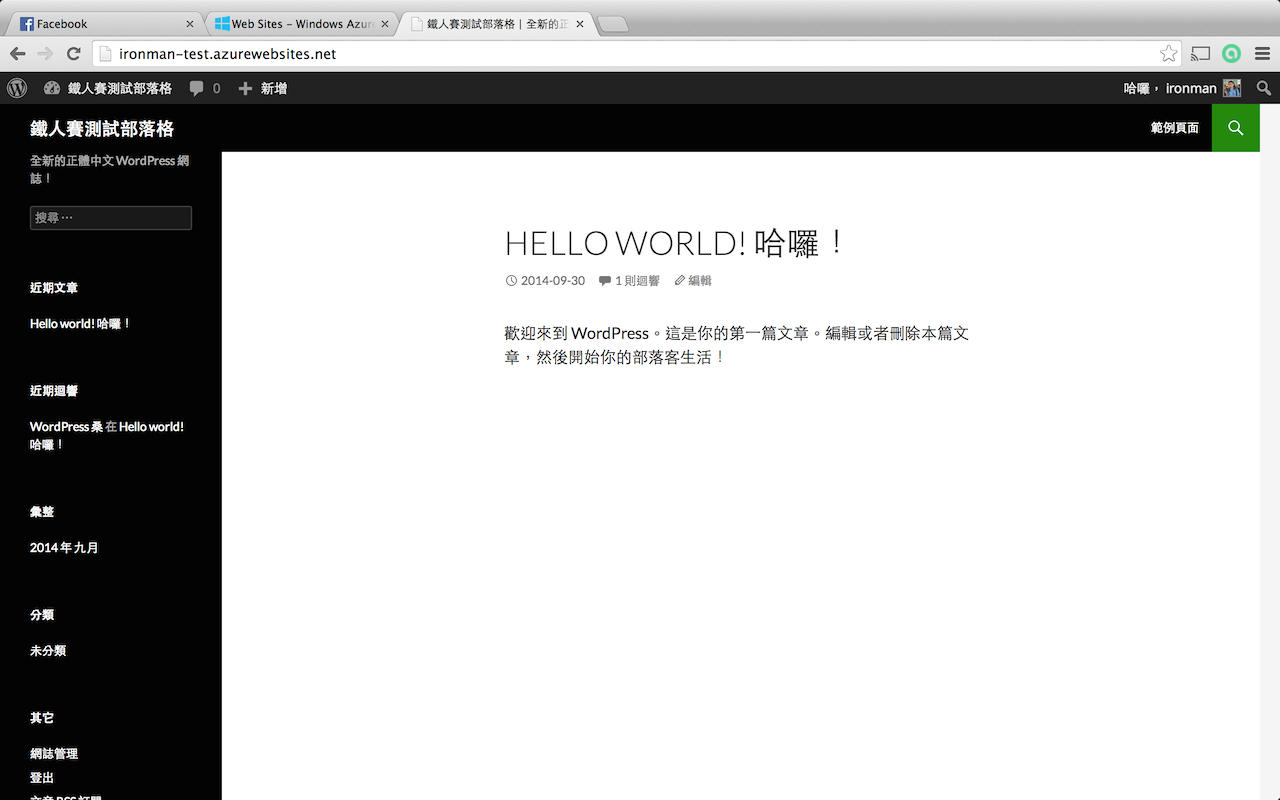 Facebook
Web Sites – Windows Azur
鐵人賽測試部落格 | 全新的正
ironman-test.azurewebsites.net
鐵人賽測試部落格
0
新增
哈囉， ironman
鐵人賽測試部落格
範例頁面
全新的正體中文 WordPress 網
誌！
搜尋 …
近期文章
Hello world! 哈囉！
近期迴響
WordPress 桑 在 Hello world!
哈囉！
彙整
2014 年 九月
分類
未分類
其它
網誌管理
登出
文章 RSS 訂閱
HELLO WORLD! 哈囉！
2014-09-30
1 則迴響
編輯
歡迎來到 WordPress。這是你的第一篇文章。編輯或者刪除本篇文
章，然後開始你的部落客生活！